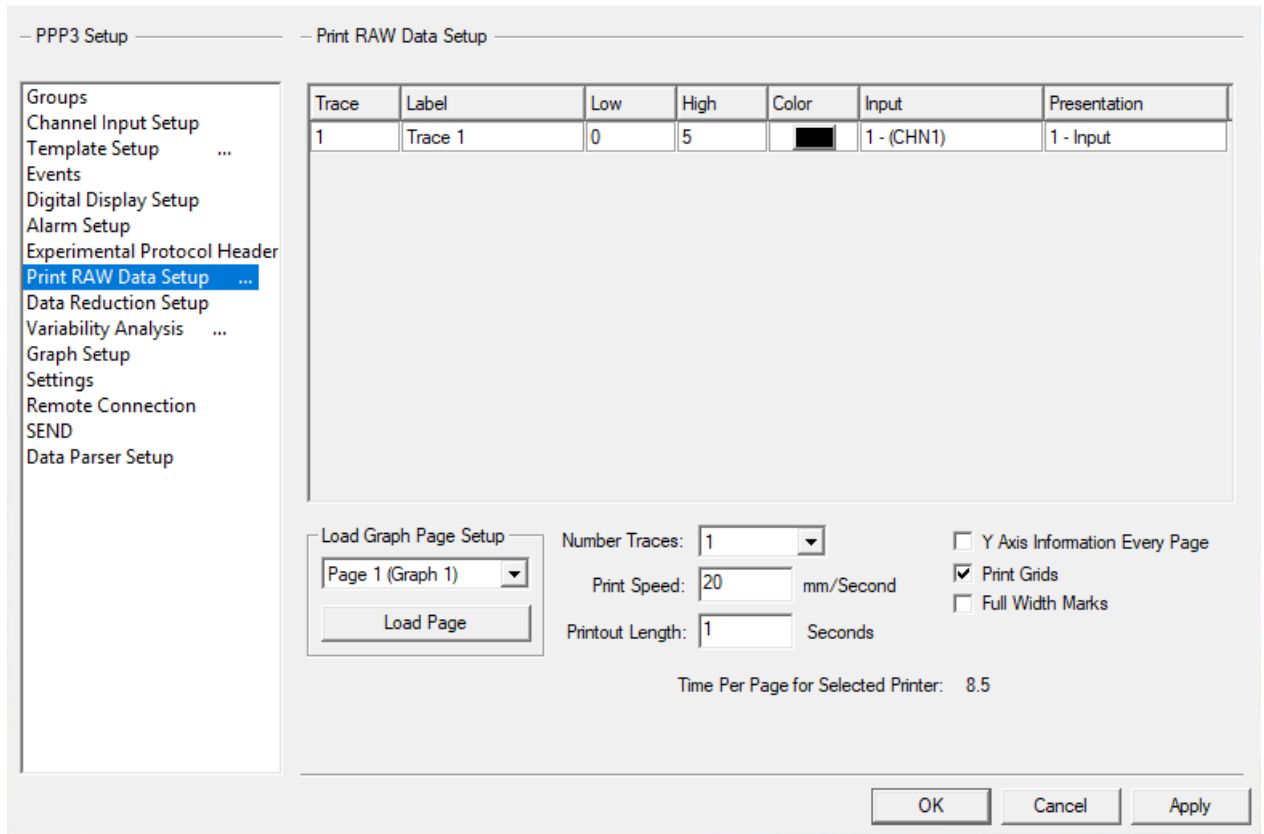 PPP3 Setup
Groups
Channel Input Setup
Template Setup ...
Events
Digital Display Setup
Alarm Setup
Experimental Protocol Header
Print RAW Data Setup ...
Data Reduction Setup
Variability Analysis ...
Graph Setup
Settings
Remote Connection
SEND
Data Parser Setup
Print RAW Data Setup
Trace Label Low High Color Input Presentation
1 Trace 1 0 5 1 - (CHN1) 1 - Input
Load Graph Page Setup
Page 1 (Graph 1)
Load Page
Number Traces: 1
Print Speed: 20 mm/Second
Printout Length: 1 Seconds
Y Axis Information Every Page
Print Grids
Full Width Marks
Time Per Page for Selected Printer: 8.5
OK Cancel Apply